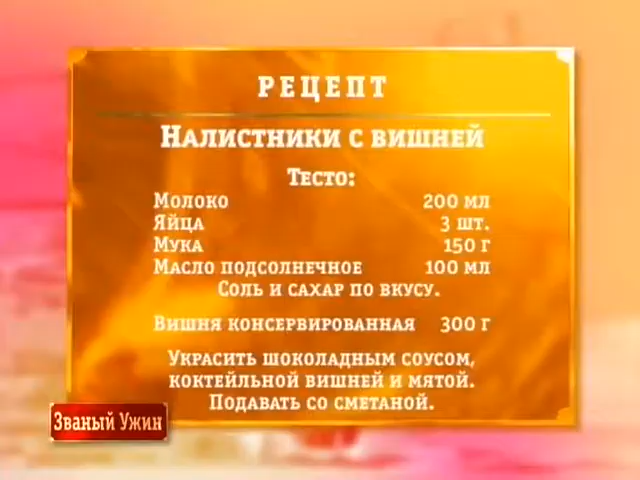 РЕЦЕПТ
Налистники с вишней
Тесто:
Молоко 200 мл
Яйца 3 шт.
Мука 150 г
Масло подсолнечное 100 мл
Соль и сахар по вкусу.
Вишня консервированная 300 г
Украсить шоколадным соусом,
коктейльной вишней и мятой.
Подавать со сметаной.
Званый Ужин